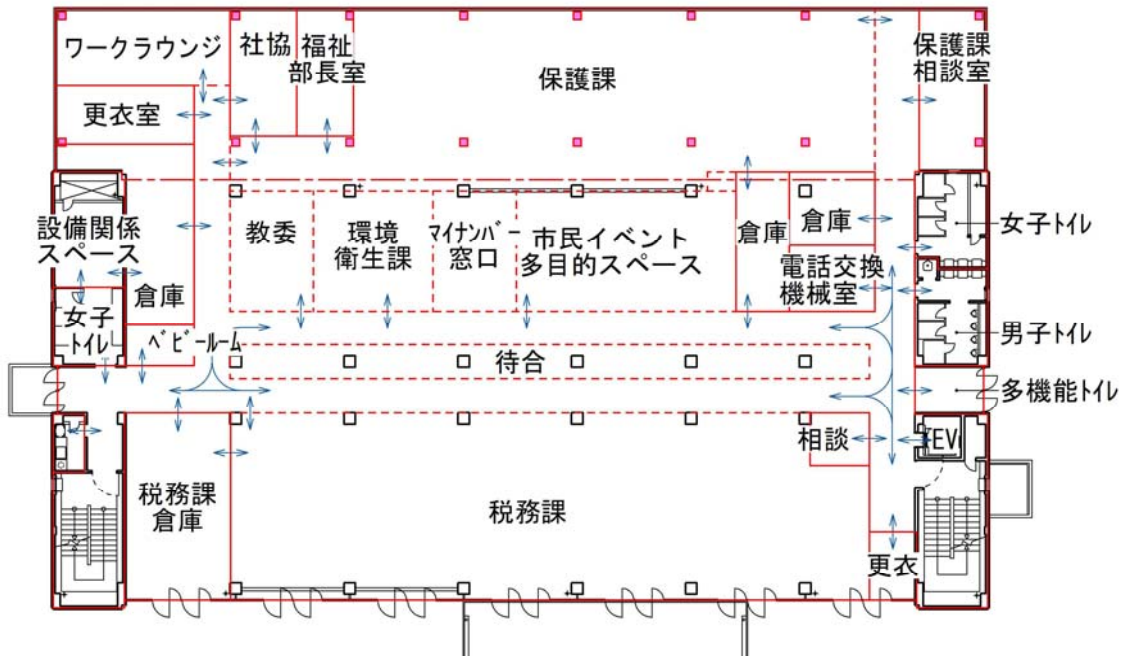 ワークラウンジ
社協
福祉
部長室
保護課
保護課
相談室
更衣室
設備関係
スペース
教委
環境
衛生課
マイナンバー
窓口
市民イベント
多目的スペース
倉庫
倉庫
電話交換
機械室
女子トイレ
倉庫
女子
トイレ
ベビールーム
待合
男子トイレ
多機能トイレ
相談
EV
税務課
倉庫
税務課
更衣